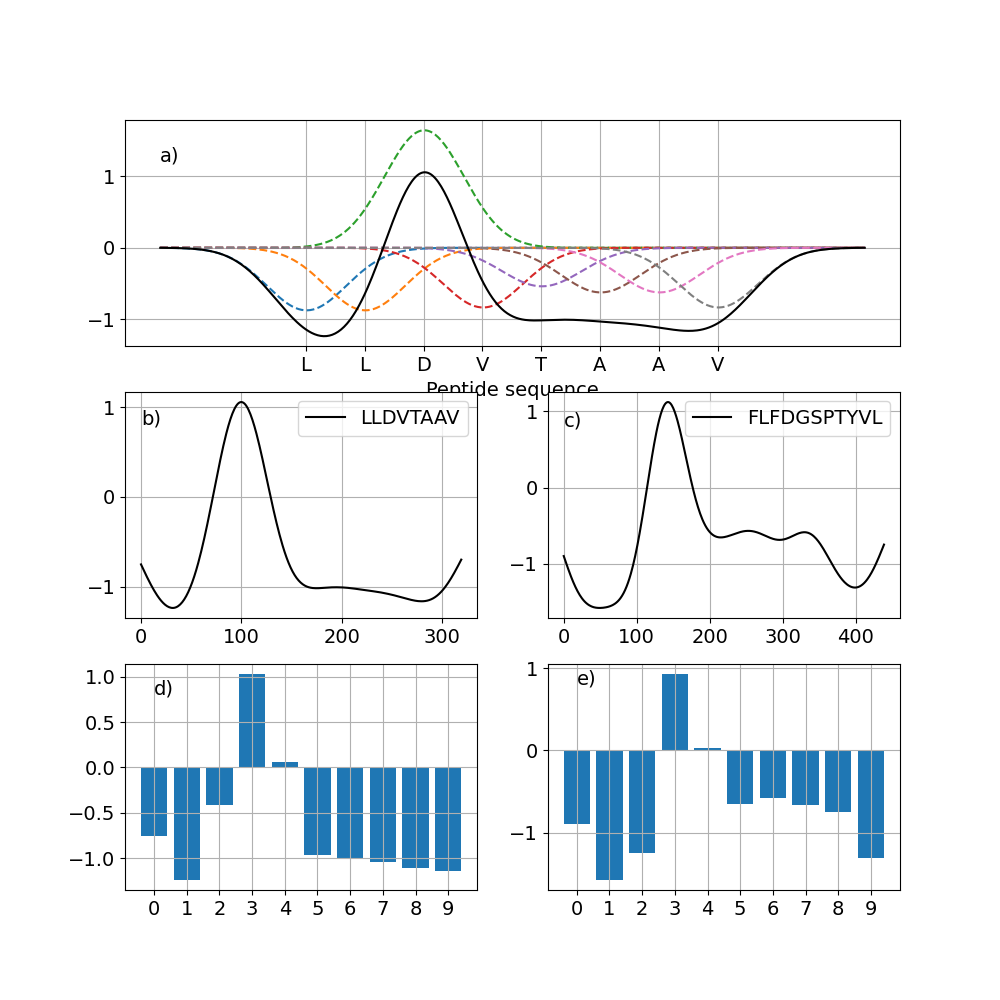 a)
1
0
−1
L L D V T A A V
Peptide sequence
b)
LLDVTAAV
1
0
−1
0 100 200 300
c)
FLFDGSPTYVL
1
0
−1
0 100 200 300 400
d)
1.0
0.5
0.0
−0.5
−1.0
0 1 2 3 4 5 6 7 8 9
e)
1
0
−1
0 1 2 3 4 5 6 7 8 9